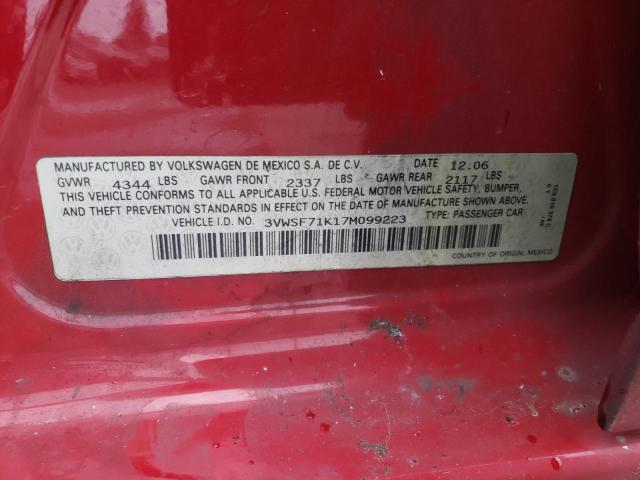 MANUFACTURED BY VOLKSWAGEN DE MEXICO S.A. DE C.V. DATE 12.06
GVWR 4344 LBS GAWR FRONT 2337 LBS GAWR REAR 2117 LBS
THIS VEHICLE CONFORMS TO ALL APPLICABLE U.S. FEDERAL MOTOR VEHICLE SAFETY, BUMPER,
AND THEFT PREVENTION STANDARDS IN EFFECT ON THE DATE OF MANUFACTURE SHOWN ABOVE.
VEHICLE I.D. NO. 3VWSF71K17M099223 TYPE: PASSENGER CAR
COUNTRY OF ORIGIN: MEXICO